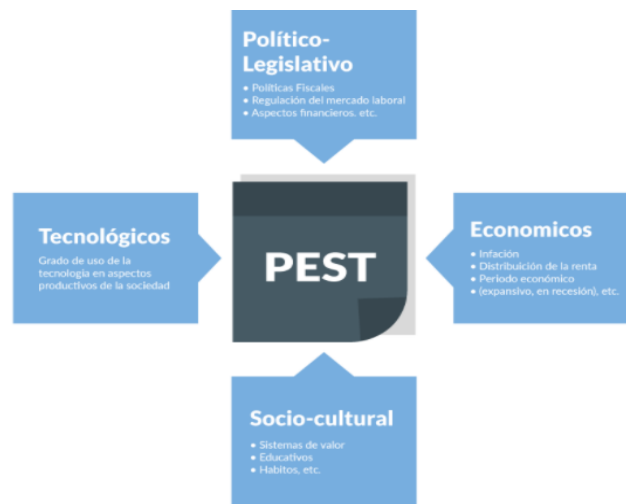 Político-
Legislativo
• Políticas Fiscales
• Regulación del mercado laboral
• Aspectos financieros. etc.
Tecnológicos
Grado de uso de la
tecnología en aspectos
productivos de la sociedad
PEST
Economicos
• Infación
• Distribuición de la renta
• Periodo económico
• (expansivo, en recesión), etc.
Socio-cultural
• Sistemas de valor
• Educativos
• Habitos, etc.